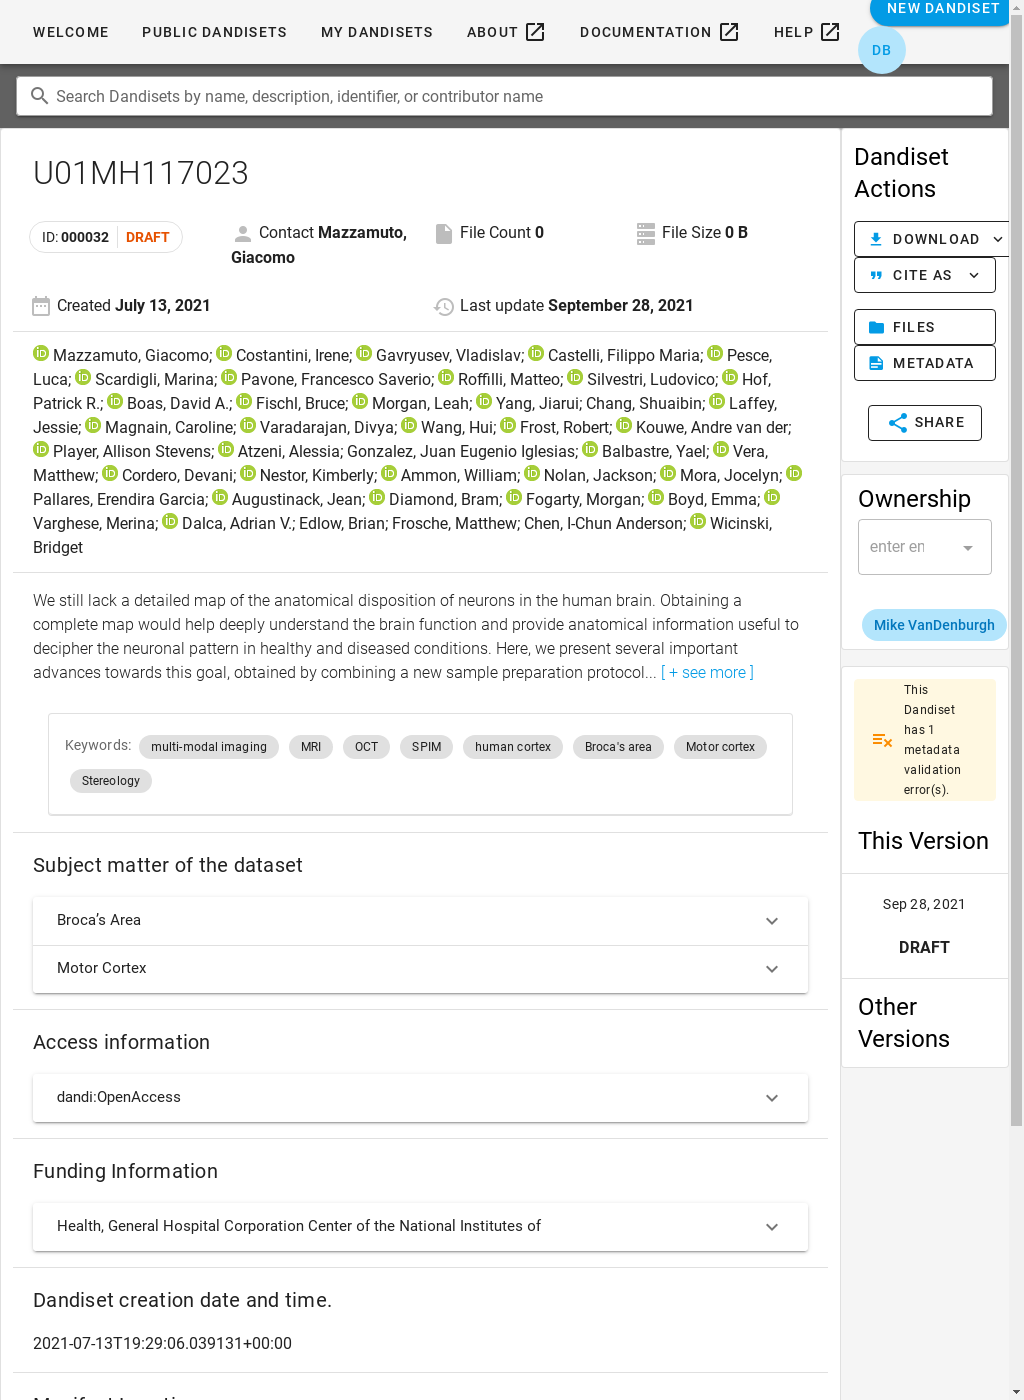 WELCOME PUBLIC DANDISETS MY DANDISETS ABOUT DOCUMENTATION HELP NEW DANDISET
DB
Search Dandisets by name, description, identifier, or contributor name
U01MH117023
ID: 000032 DRAFT
Contact Mazzamuto, Giacomo
File Count 0
File Size 0 B
Created July 13, 2021
Last update September 28, 2021
Mazzamuto, Giacomo; Costantini, Irene; Gavryusev, Vladislav; Castelli, Filippo Maria; Pesce,
Luca; Scardigli, Marina; Pavone, Francesco Saverio; Roffilli, Matteo; Silvestri, Ludovico; Hof,
Patrick R.; Boas, David A.; Fischl, Bruce; Morgan, Leah; Yang, Jiarui; Chang, Shuaibin; Laffey,
Jessie; Magnain, Caroline; Varadarajan, Divya; Wang, Hui; Frost, Robert; Kouwe, Andre van der;
Player, Allison Stevens; Atzeni, Alessia; Gonzalez, Juan Eugenio Iglesias; Balbastre, Yael; Vera,
Matthew; Cordero, Devani; Nestor, Kimberly; Ammon, William; Nolan, Jackson; Mora, Jocelyn;
Pallares, Erendira Garcia; Augustinack, Jean; Diamond, Bram; Fogarty, Morgan; Boyd, Emma;
Varghese, Merina; Dalca, Adrian V.; Edlow, Brian; Frosche, Matthew; Chen, I-Chun Anderson; Wicinski,
Bridget
We still lack a detailed map of the anatomical disposition of neurons in the human brain. Obtaining a
complete map would help deeply understand the brain function and provide anatomical information useful to
decipher the neuronal pattern in healthy and diseased conditions. Here, we present several important
advances towards this goal, obtained by combining a new sample preparation protocol... [ + see more ]
Keywords: multi-modal imaging MRI OCT SPIM human cortex Broca's area Motor cortex
Stereology
Subject matter of the dataset
Broca’s Area
Motor Cortex
Access information
dandi:OpenAccess
Funding Information
Health, General Hospital Corporation Center of the National Institutes of
Dandiset creation date and time.
2021-07-13T19:29:06.039131+00:00
Dandiset
Actions
DOWNLOAD
CITE AS
FILES
METADATA
SHARE
Ownership
enter en
Mike VanDenburgh
This
Dandiset
has 1
metadata
validation
error(s).
This Version
Sep 28, 2021
DRAFT
Other
Versions